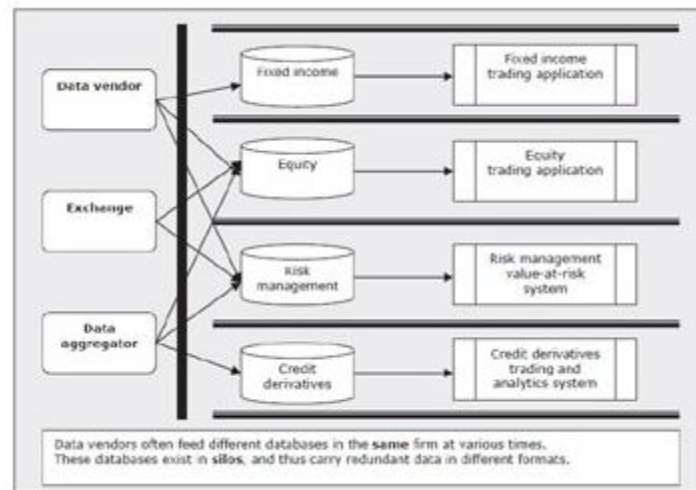 Data vendor
Exchange
Data
aggregator
Fixed income
Equity
Risk
management
Credit
derivatives
Fixed income
trading application
Equity
trading application
Risk management
value-at-risk
system
Credit derivatives
trading and
analytics system
Data vendors often feed different databases in the same firm at various times.
These databases exist in silos, and thus carry redundant data in different formats.